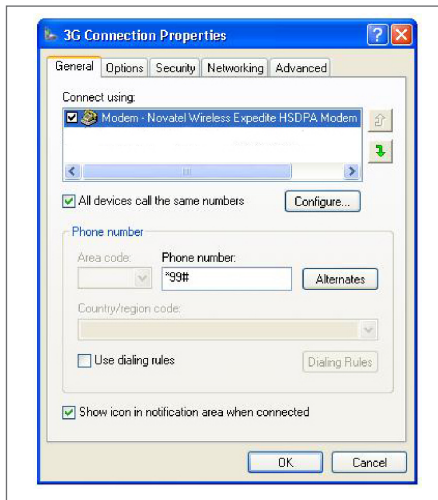 3G Connection Properties
General Options Security Networking Advanced
Connect using:
Modem - Novatel Wireless Expedite HSDPA Modem
All devices call the same numbers Configure...
Phone number
Area code: Phone number:
*99# Alternates
Country/region code:
Use dialing rules Dialing Rules
Show icon in notification area when connected
OK Cancel